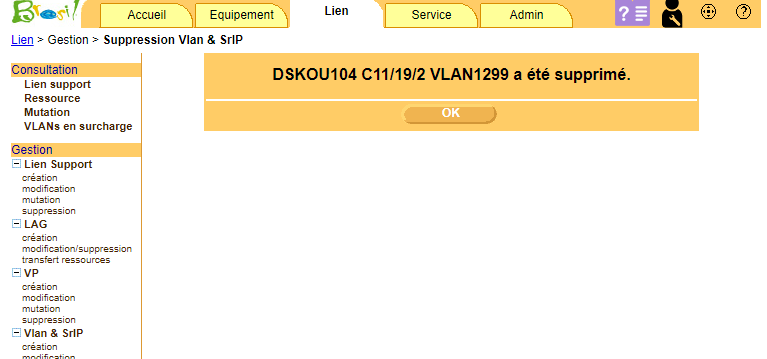 Brasil
Accueil
Equipement
Lien
Service
Admin
?
?
Lien > Gestion > Suppression Vlan & SrIP
Consultation
Lien support
Ressource
Mutation
VLANs en surcharge
Gestion
Lien Support
création
modification
mutation
suppression
LAG
création
modification/suppression
transfert ressources
VP
création
modification
mutation
suppression
Vlan & SrIP
création
modification
DSKOU104 C11/19/2 VLAN1299 a été supprimé.
OK